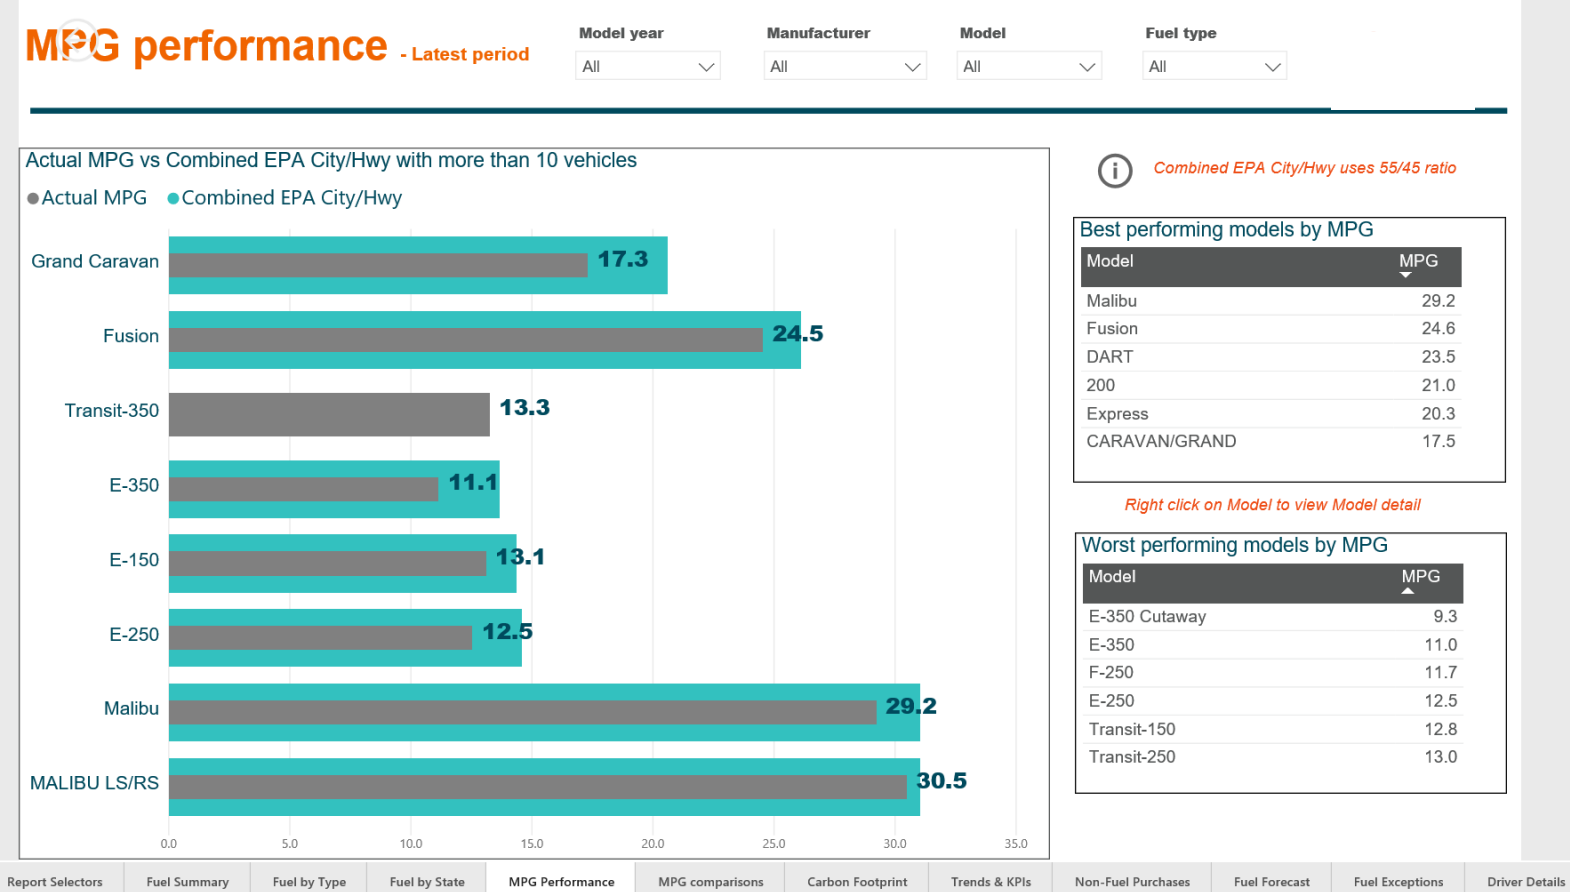 MPG performance - Latest period
Model year Manufacturer Model Fuel type
All All All All
Actual MPG vs Combined EPA City/Hwy with more than 10 vehicles
Actual MPG Combined EPA City/Hwy
Grand Caravan 17.3
Fusion 24.5
Transit-350 13.3
E-350 11.1
E-150 13.1
E-250 12.5
Malibu 29.2
MALIBU LS/RS 30.5
0.0 5.0 10.0 15.0 20.0 25.0 30.0 35.0
Combined EPA City/Hwy uses 55/45 ratio
Best performing models by MPG
Model MPG
Malibu 29.2
Fusion 24.6
DART 23.5
200 21.0
Express 20.3
CARAVAN/GRAND 17.5
Right click on Model to view Model detail
Worst performing models by MPG
Model MPG
E-350 Cutaway 9.3
E-350 11.0
F-250 11.7
E-250 12.5
Transit-150 12.8
Transit-250 13.0
Report Selectors Fuel Summary Fuel by Type Fuel by State MPG Performance MPG comparisons Carbon Footprint Trends & KPIs Non-Fuel Purchases Fuel Forecast Fuel Exceptions Driver Details